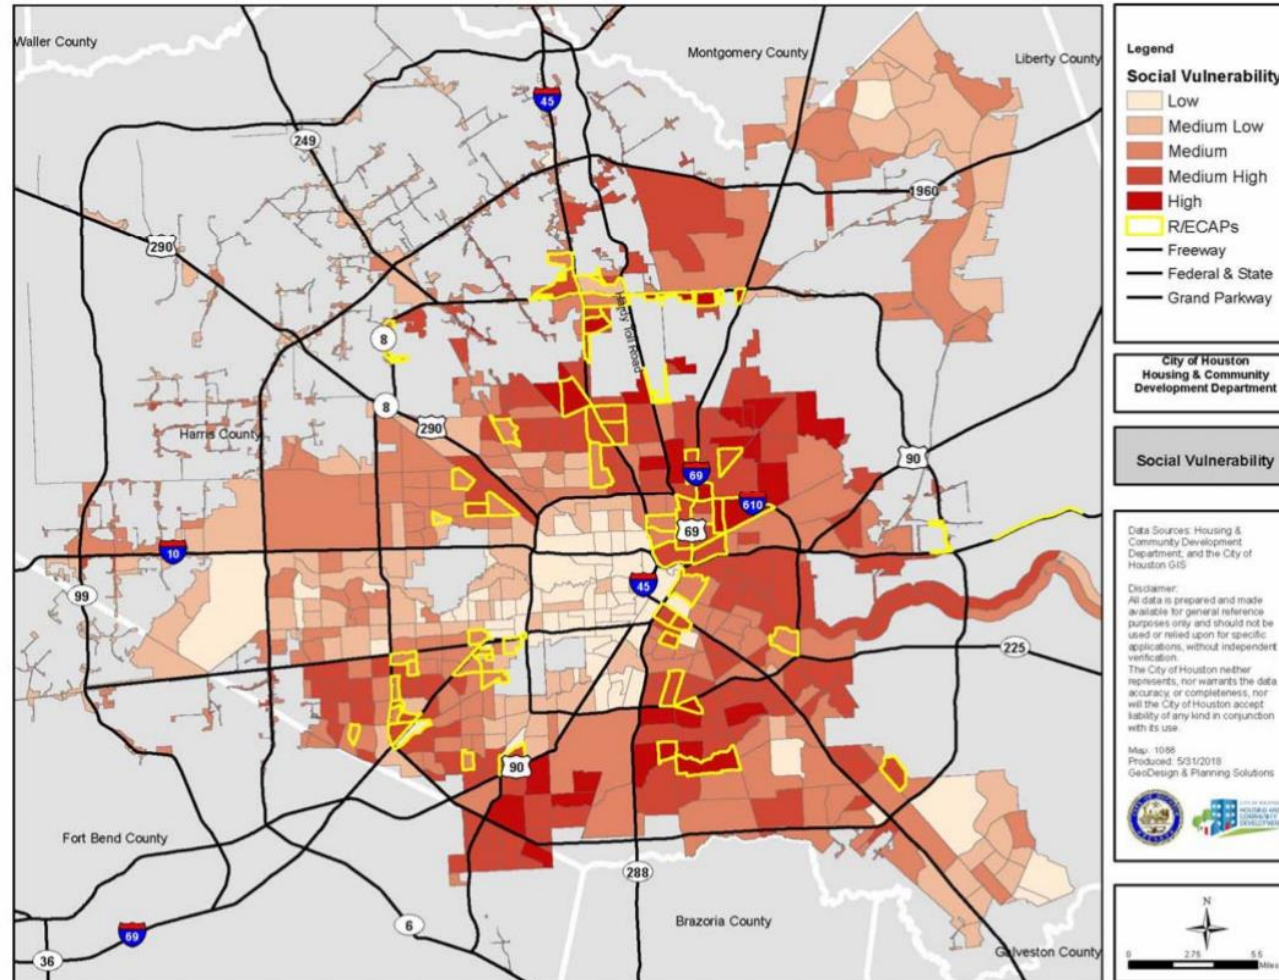 Waller County
Montgomery County
Liberty County
45
249
1960
290
Hardy Toll Road
8
8
290
Harris County
69
90
610
69
10
45
99
225
90
Fort Bend County
288
Brazoria County
6
69
36
Galveston County
Legend
Social Vulnerability
Low
Medium Low
Medium
Medium High
High
R/ECAPs
Freeway
Federal & State
Grand Parkway
City of Houston
Housing & Community
Development Department
Social Vulnerability
Data Sources: Housing &
Community Development
Department, and the City of
Houston GIS
Disclaimer:
All data is prepared and made
available for general reference
purposes only and should not be
used or relied upon for specific
applications, without independent
verification.
The City of Houston neither
represents, nor warrants the data
accuracy, or completeness, nor
will the City of Houston accept
liability of any kind in conjunction
with its use.
Map: 1088
Produced: 5/31/2018
GeoDesign & Planning Solutions
N
0 2.75 5.5
Miles